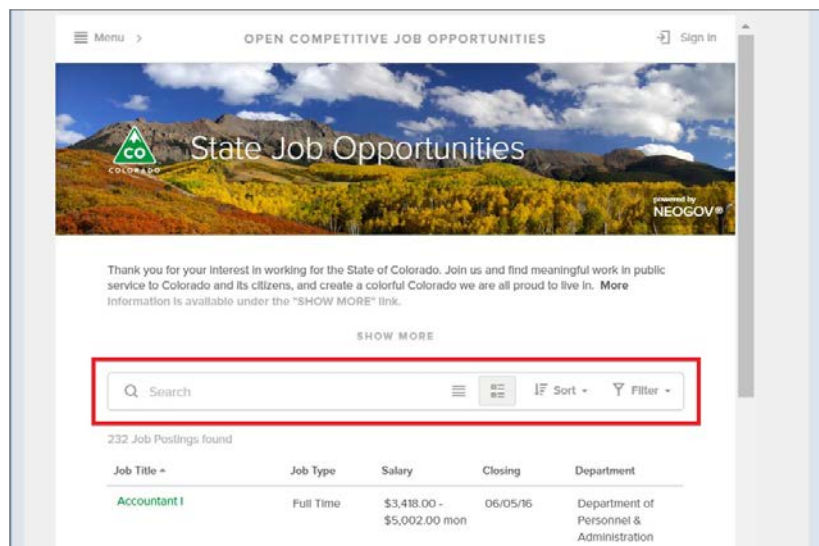 Menu >
OPEN COMPETITIVE JOB OPPORTUNITIES
Sign In
CO
COLORADO
State Job Opportunities
powered by
NEOGOV®
Thank you for your interest in working for the State of Colorado. Join us and find meaningful work in public
service to Colorado and its citizens, and create a colorful Colorado we are all proud to live in. More
Information is available under the "SHOW MORE" link.
SHOW MORE
Search
Sort
Filter
232 Job Postings found
Job Title Job Type Salary Closing Department
Accountant I Full Time $3,418.00 - 06/05/16 Department of
$5,002.00 mon Personnel &
Administration